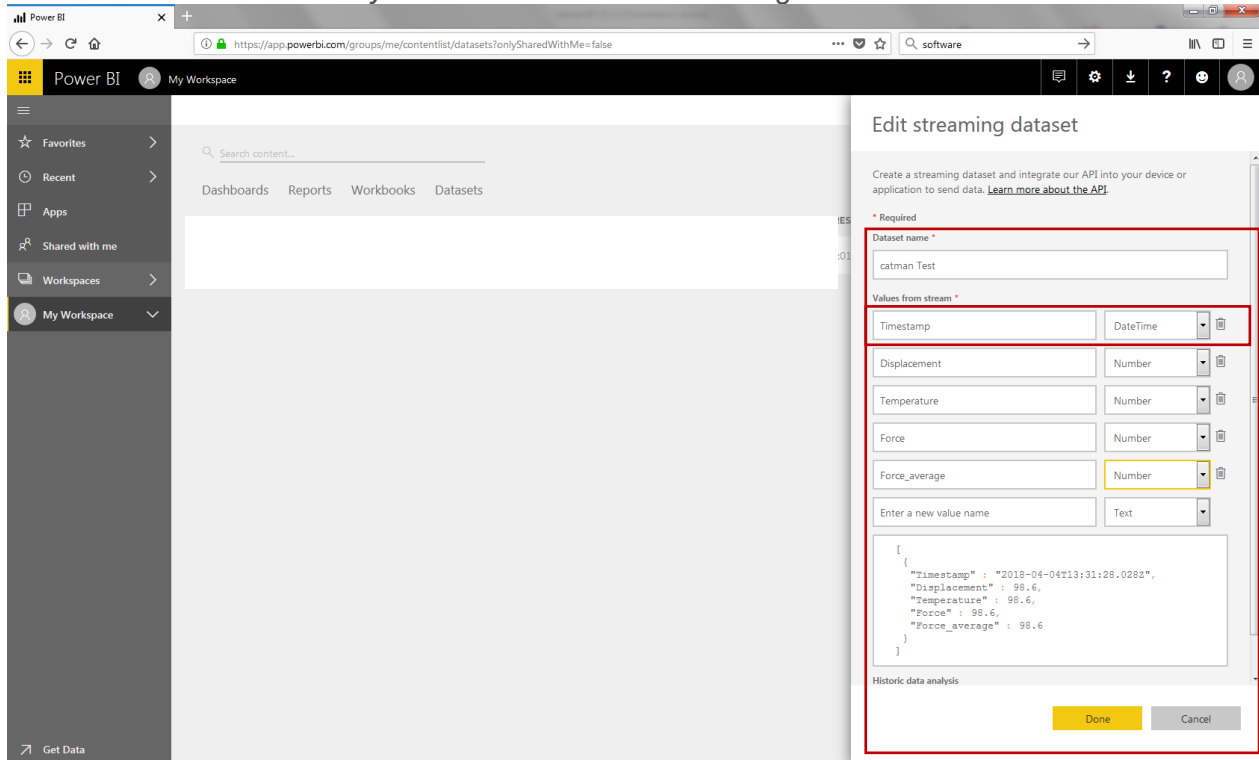 Power BI
https://app.powerbi.com/groups/me/contentlist/datasets?onlySharedWithMe=false
software
Power BI
My Workspace
Favorites
Recent
Apps
Shared with me
Workspaces
My Workspace
Get Data
Search content...
Dashboards Reports Workbooks Datasets
Edit streaming dataset
Create a streaming dataset and integrate our API into your device or
application to send data. Learn more about the API.
* Required
Dataset name *
catman Test
Values from stream *
Timestamp DateTime
Displacement Number
Temperature Number
Force Number
Force_average Number
Enter a new value name Text
[
{
"Timestamp" : "2018-04-04T13:31:28.028Z",
"Displacement" : 98.6,
"Temperature" : 98.6,
"Force" : 98.6,
"Force_average" : 98.6
}
]
Historic data analysis
Done Cancel